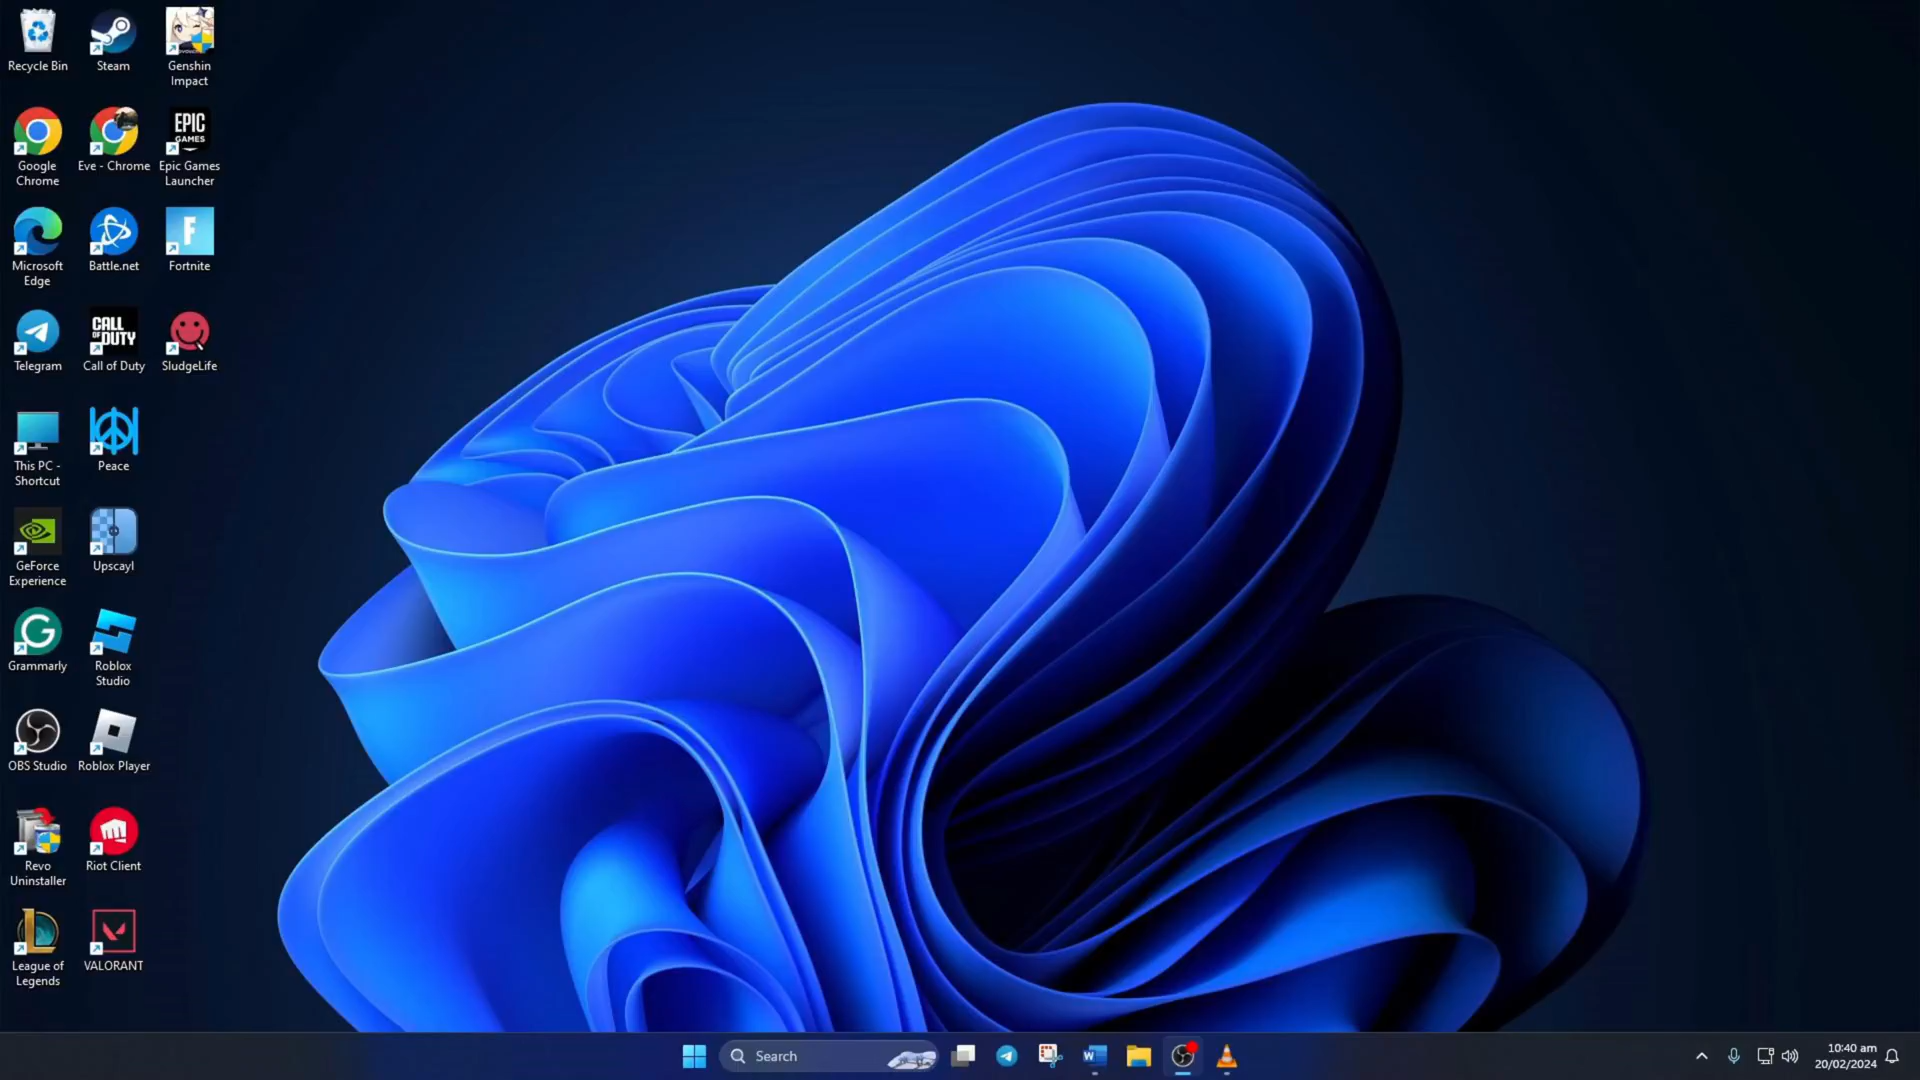 Recycle Bin
Steam
Genshin
Impact
Google
Chrome
Eve - Chrome
EPIC
GAMES
Epic Games
Launcher
Microsoft
Edge
Battle.net
F
Fortnite
Telegram
CALL
OF DUTY
Call of Duty
SludgeLife
This PC -
Shortcut
Peace
GeForce
Experience
Upscayl
G
Grammarly
Roblox
Studio
OBS Studio
Roblox Player
Revo
Uninstaller
Riot Client
L
League of
Legends
VALORANT
Search
W
10:40 am
20/02/2024